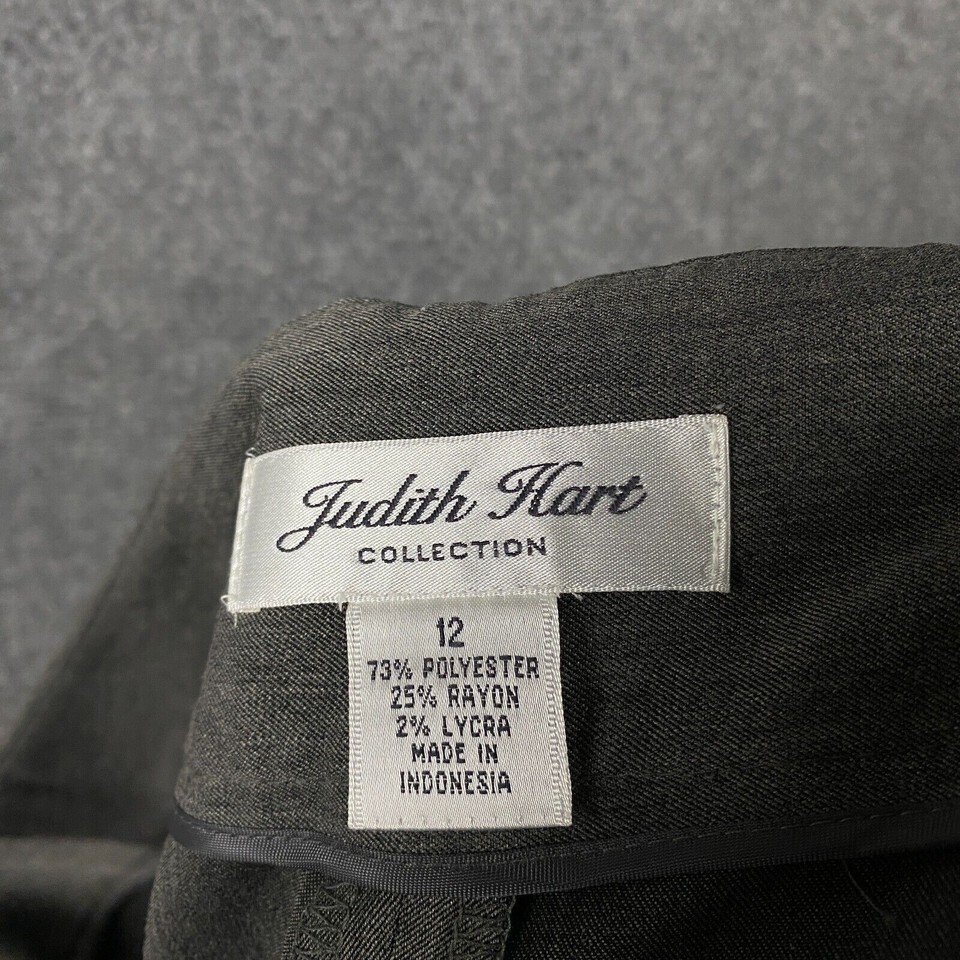 Judith Hart
COLLECTION
12
73% POLYESTER
25% RAYON
2% LYCRA
MADE IN
INDONESIA